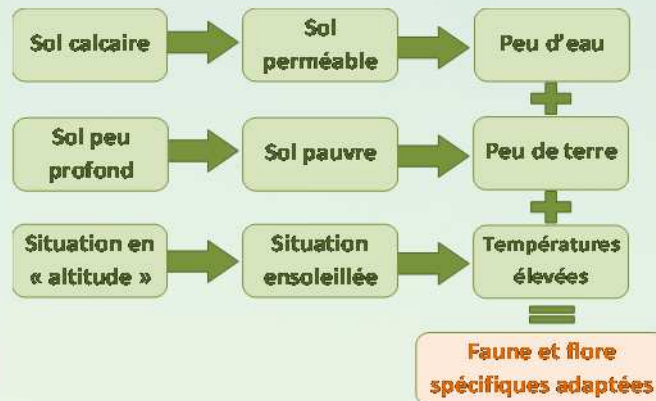 Sol calcaire
Sol
perméable
Peu d'eau
Sol peu
profond
Sol pauvre
Peu de terre
Situation en
« altitude »
Situation
ensoleillée
Températures
élevées
Faune et flore
spécifiques adaptées